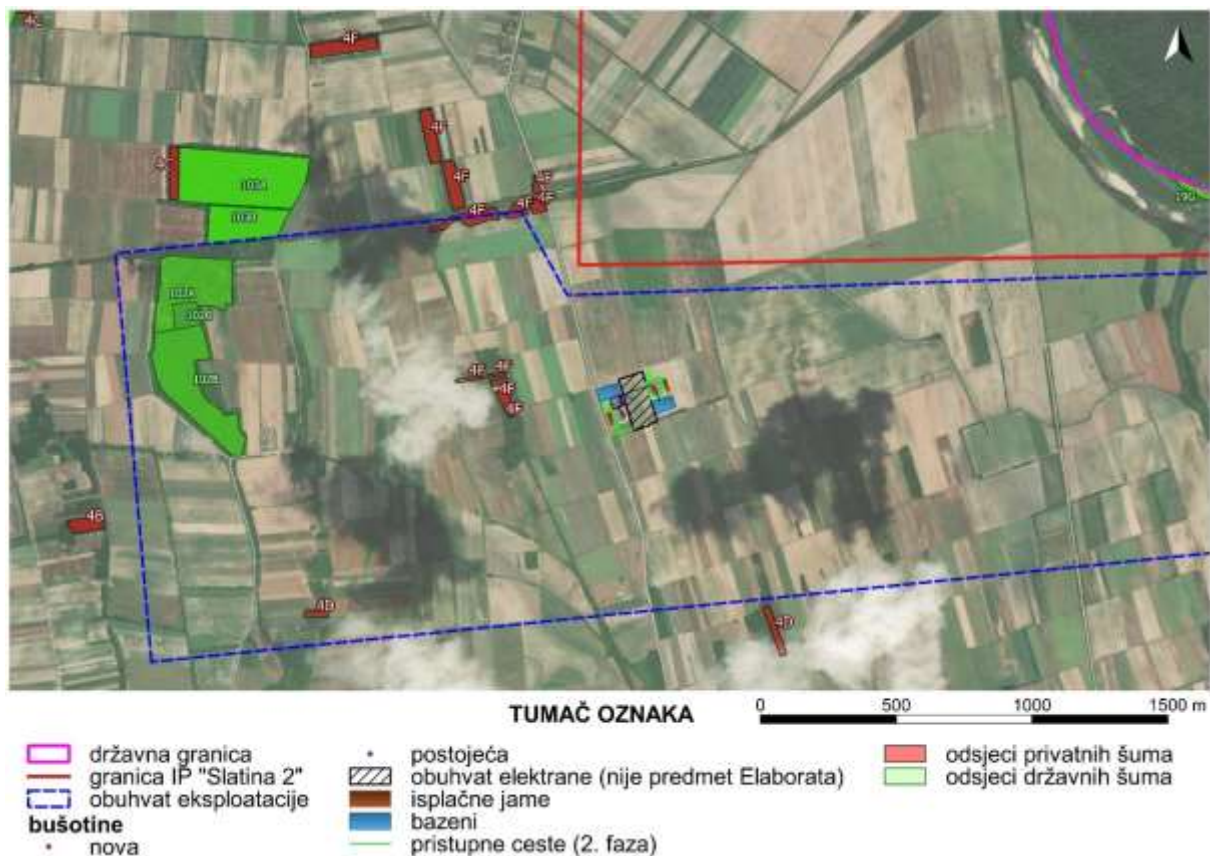 4F
4F
4F
4F
4F
4F
4F
4F
4F
4F
4B
4D
4D
TUMAČ OZNAKA
0 500 1000 1500 m
državna granica
granica IP "Slatina 2"
obuhvat eksploatacije
bušotine
nova
postojeća
obuhvat elektrane (nije predmet Elaborata)
isplačne jame
bazeni
pristupne ceste (2. faza)
odsjeci privatnih šuma
odsjeci državnih šuma